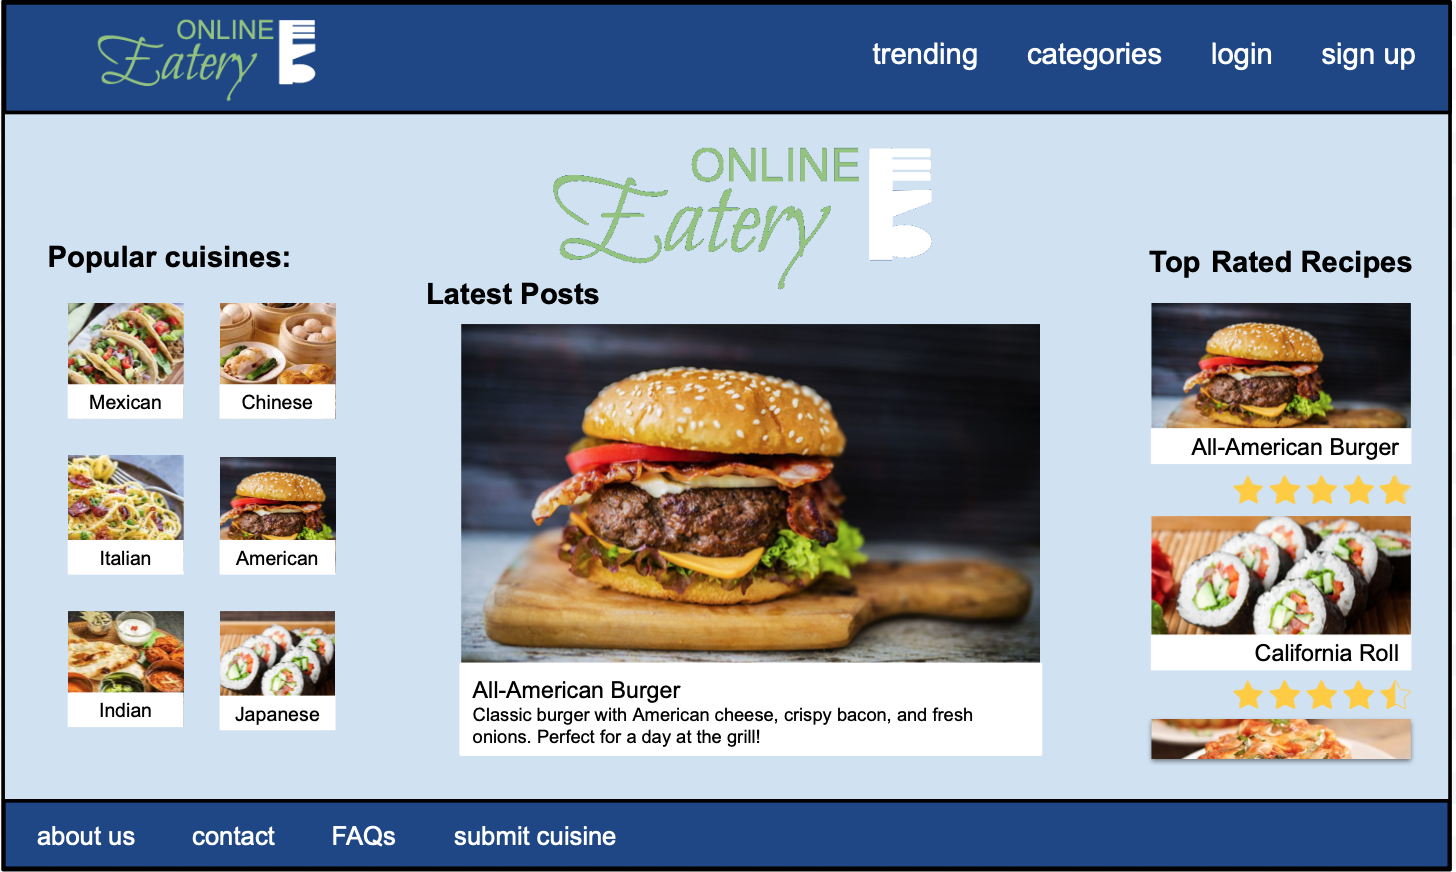 ONLINE
Eatery
trending categories login sign up
ONLINE
Eatery
Popular cuisines:
Mexican
Chinese
Italian
American
Indian
Japanese
Latest Posts
All-American Burger
Classic burger with American cheese, crispy bacon, and fresh
onions. Perfect for a day at the grill!
Top Rated Recipes
All-American Burger
California Roll
about us contact FAQs submit cuisine